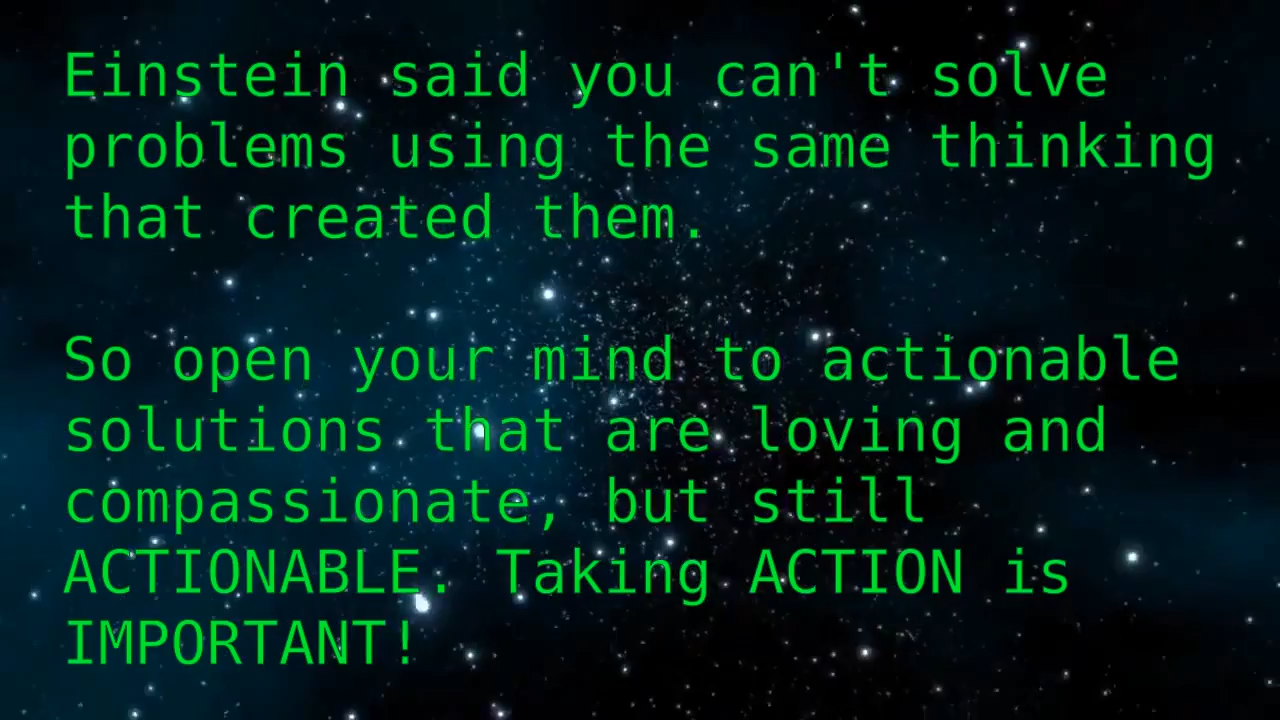 Einstein said you can't solve
problems using the same thinking
that created them.
So open your mind to actionable
solutions that are loving and
compassionate, but still
ACTIONABLE. Taking ACTION is
IMPORTANT!